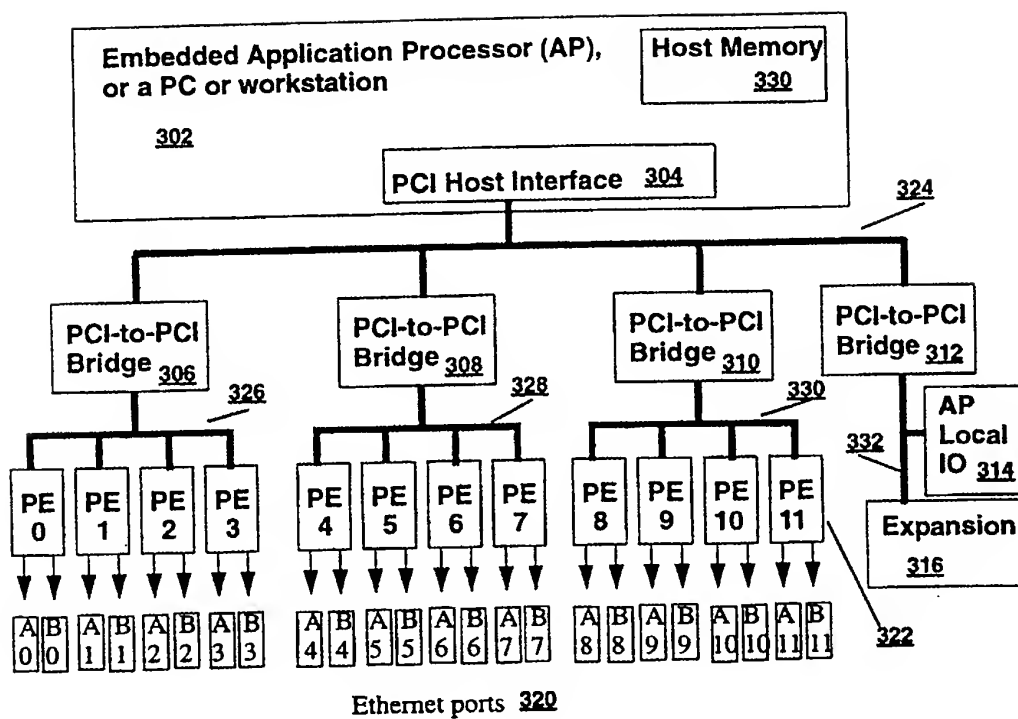 Embedded Application Processor (AP),
or a PC or workstation
302
Host Memory
330
PCI Host Interface 304
324
PCI-to-PCI
Bridge 306
PCI-to-PCI
Bridge 308
PCI-to-PCI
Bridge 310
PCI-to-PCI
Bridge 312
326
328
330
332
AP
Local
IO 314
Expansion
316
PE
0
PE
1
PE
2
PE
3
PE
4
PE
5
PE
6
PE
7
PE
8
PE
9
PE
10
PE
11
322
A
0
B
0
A
1
B
1
A
2
B
2
A
3
B
3
A
4
B
4
A
5
B
5
A
6
B
6
A
7
B
7
A
8
B
8
A
9
B
9
A
10
B
10
A
11
B
11
Ethernet ports 320